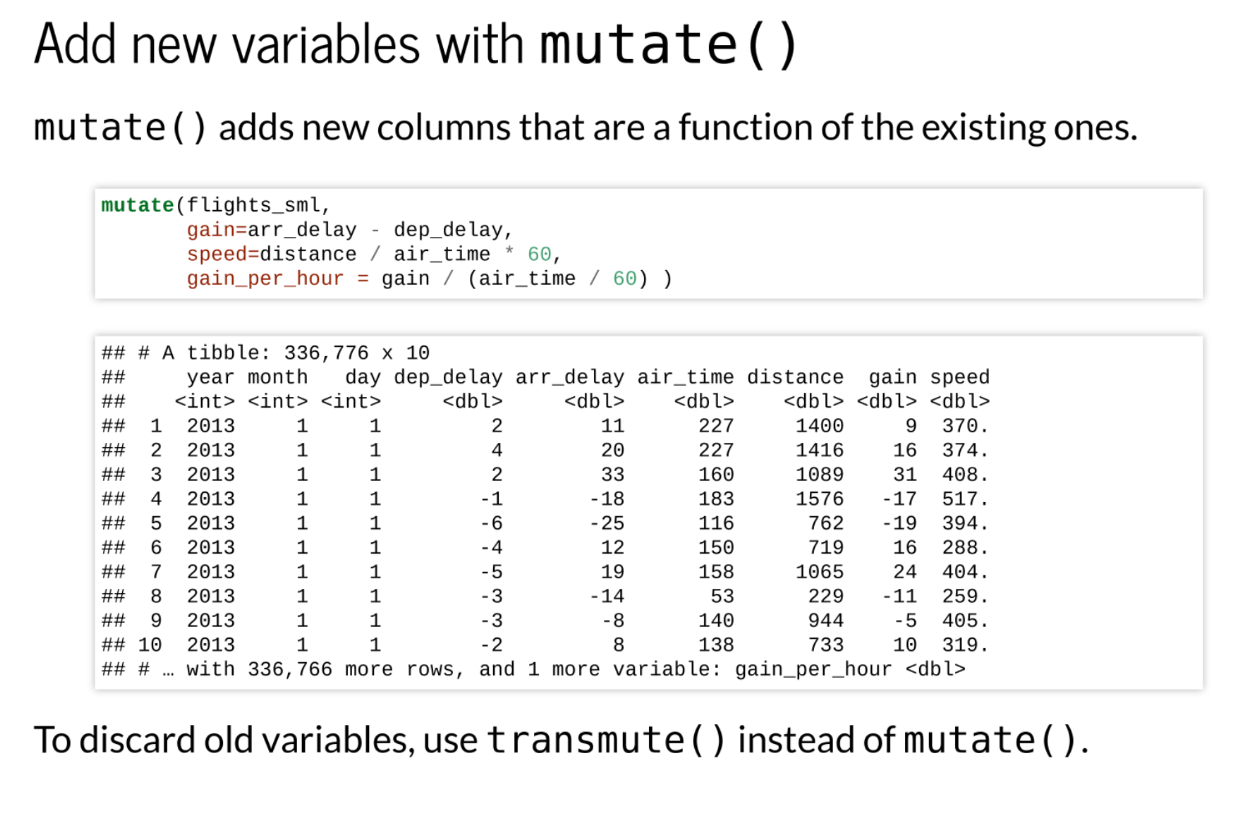 Add new variables with mutate()
mutate() adds new columns that are a function of the existing ones.
mutate(flights_sml,
       gain=arr_delay - dep_delay,
       speed=distance / air_time * 60,
       gain_per_hour = gain / (air_time / 60) )
## # A tibble: 336,776 x 10
##     year month   day dep_delay arr_delay air_time distance  gain speed
##    <int> <int> <int>     <dbl>     <dbl>    <dbl>    <dbl> <dbl> <dbl>
##  1  2013     1     1         2        11      227     1400     9  370.
##  2  2013     1     1         4        20      227     1416    16  374.
##  3  2013     1     1         2        33      160     1089    31  408.
##  4  2013     1     1        -1       -18      183     1576   -17  517.
##  5  2013     1     1        -6       -25      116      762   -19  394.
##  6  2013     1     1        -4        12      150      719    16  288.
##  7  2013     1     1        -5        19      158     1065    24  404.
##  8  2013     1     1        -3       -14       53      229   -11  259.
##  9  2013     1     1        -3        -8      140      944    -5  405.
## 10  2013     1     1        -2         8      138      733    10  319.
## # … with 336,766 more rows, and 1 more variable: gain_per_hour <dbl>
To discard old variables, use transmute() instead of mutate().